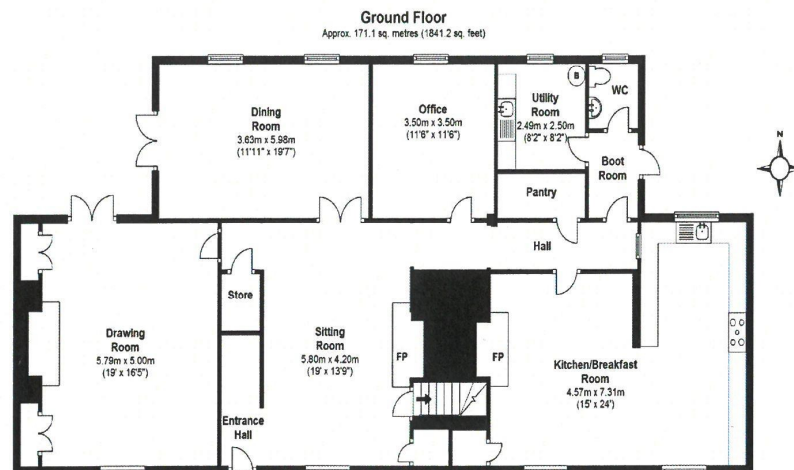 Ground Floor
Approx. 171.1 sq. metres (1841.2 sq. feet)
Dining
Room
3.63m x 5.98m
(11'11" x 19'7")
Office
3.50m x 3.50m
(11'6" x 11'6")
Utility
Room
2.49m x 2.50m
(8'2" x 8'2")
B
WC
Boot
Room
N
Pantry
Hall
Store
Drawing
Room
5.79m x 5.00m
(19' x 16'5")
Sitting
Room
5.80m x 4.20m
(19' x 13'9")
FP
FP
Kitchen/Breakfast
Room
4.57m x 7.31m
(15' x 24')
Entrance
Hall